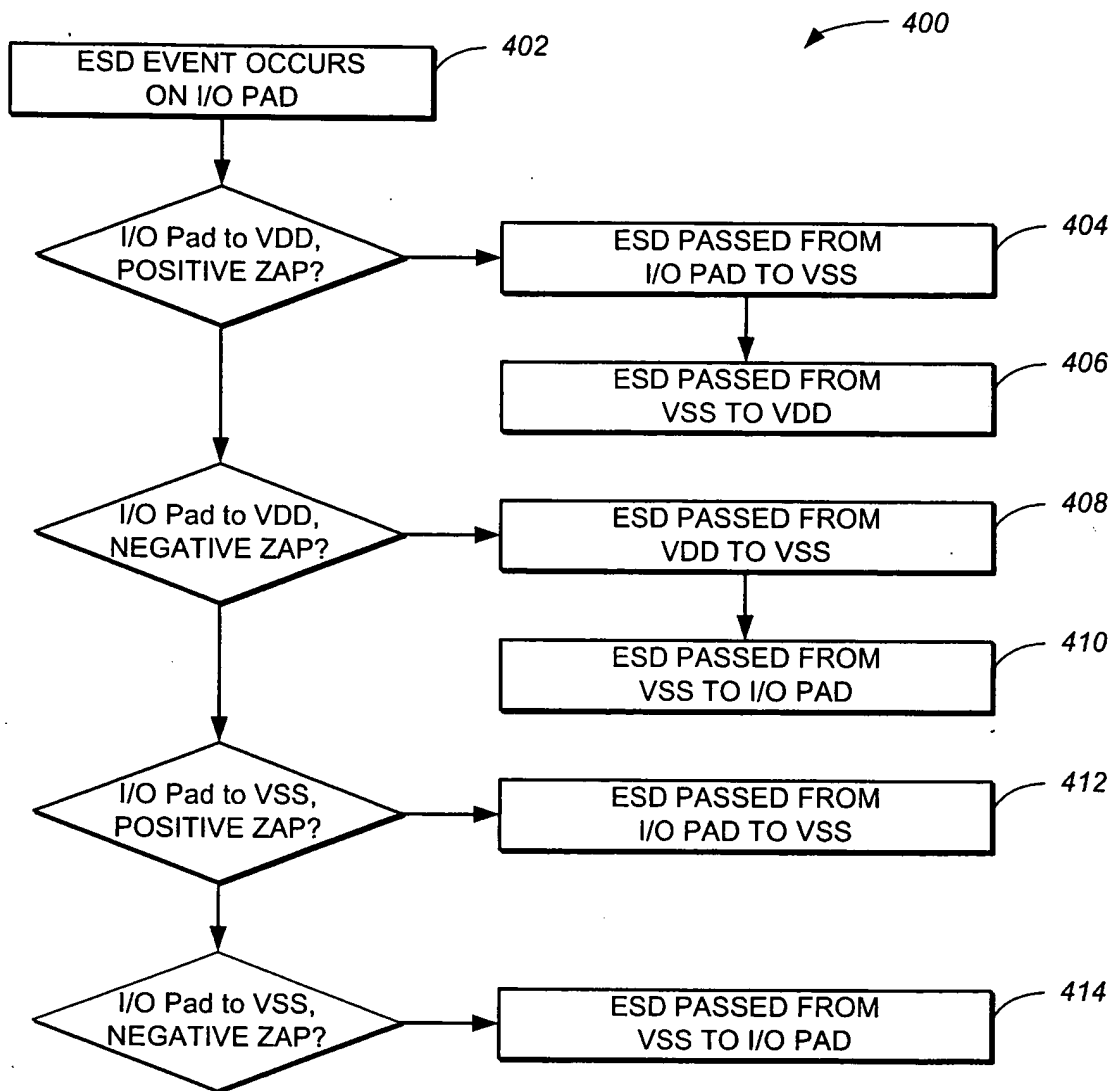 400
402
ESD EVENT OCCURS
ON I/O PAD
I/O Pad to VDD,
POSITIVE ZAP?
404
ESD PASSED FROM
I/O PAD TO VSS
406
ESD PASSED FROM
VSS TO VDD
I/O Pad to VDD,
NEGATIVE ZAP?
408
ESD PASSED FROM
VDD TO VSS
410
ESD PASSED FROM
VSS TO I/O PAD
I/O Pad to VSS,
POSITIVE ZAP?
412
ESD PASSED FROM
I/O PAD TO VSS
I/O Pad to VSS,
NEGATIVE ZAP?
414
ESD PASSED FROM
VSS TO I/O PAD